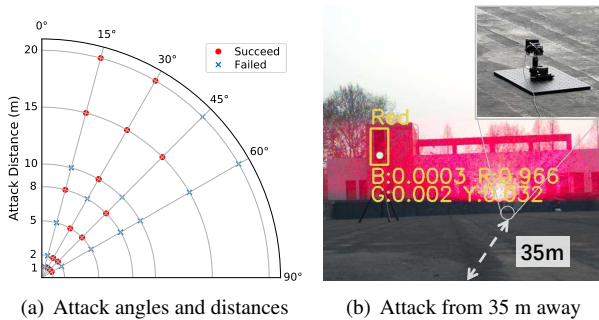 0°
15°
30°
45°
60°
90°
20
15
10
8
5
2
1
Attack Distance (m)
Succeed
Failed
(a) Attack angles and distances
Red
B:0.0003 R:0.966
G:0.002 Y:0.032
35m
(b) Attack from 35 m away